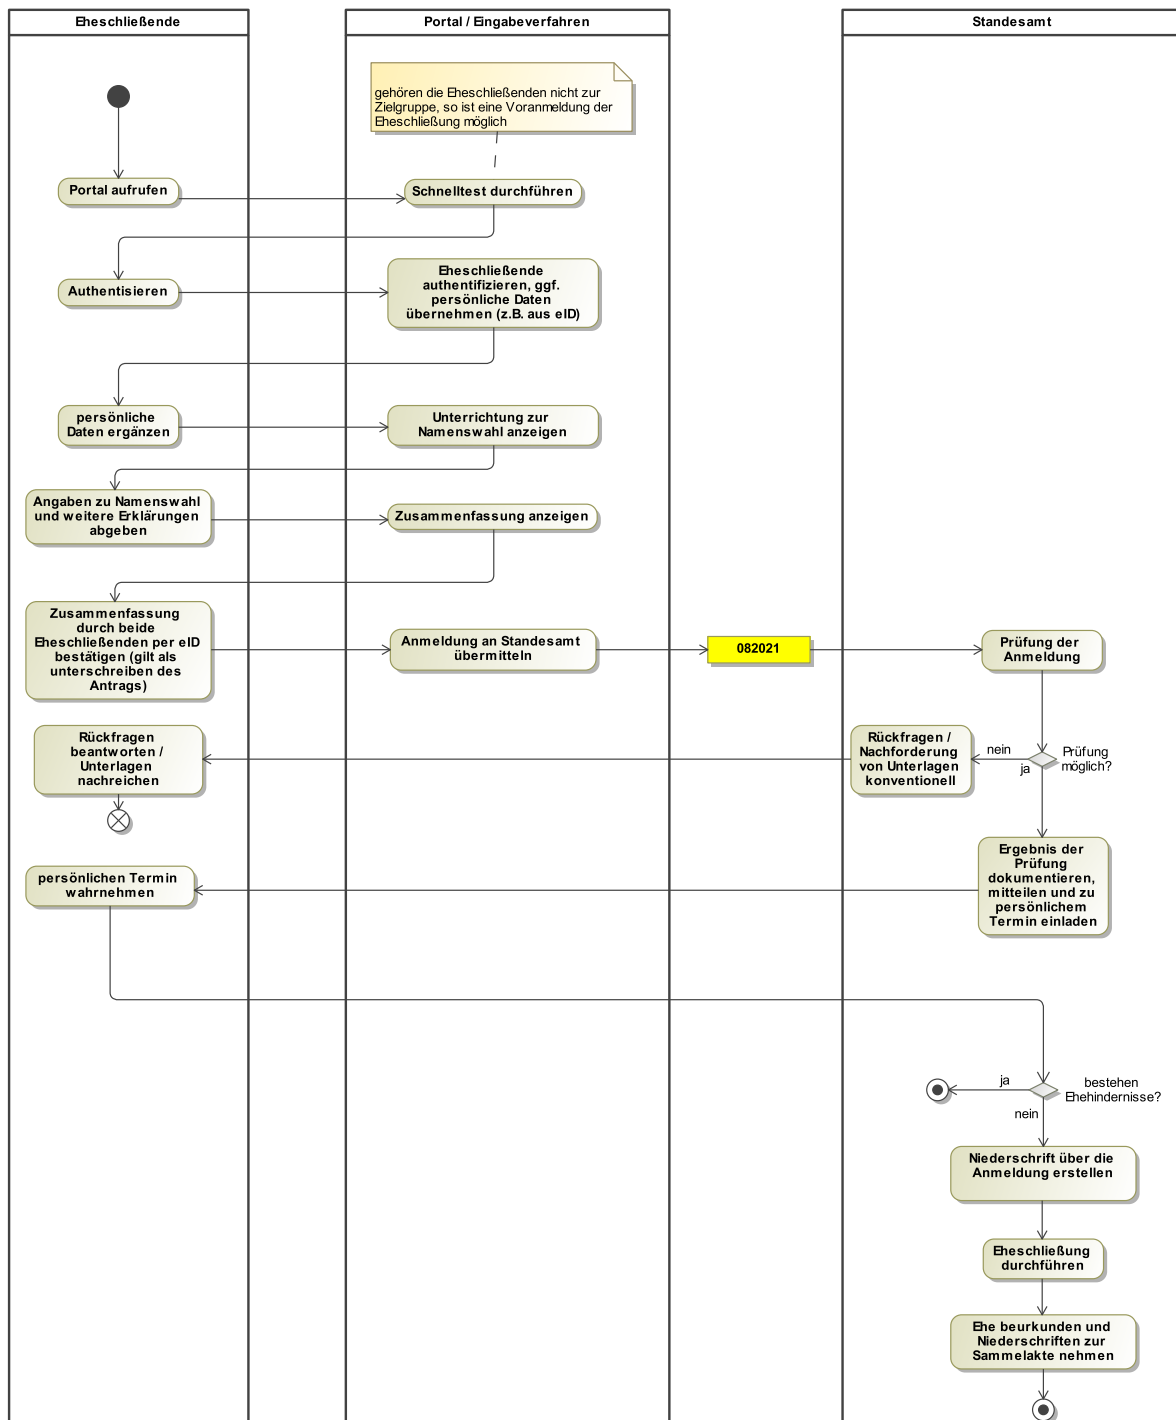 Eheschließende
Portal / Eingabeverfahren
Standesamt
gehören die Eheschließenden nicht zur
Zielgruppe, so ist eine Voranmeldung der
Eheschließung möglich
Portal aufrufen
Schnelltest durchführen
Authentisieren
Eheschließende
authentifizieren, ggf.
persönliche Daten
übernehmen (z.B. aus eID)
persönliche
Daten ergänzen
Unterrichtung zur
Namenswahl anzeigen
Angaben zu Namenswahl
und weitere Erklärungen
abgeben
Zusammenfassung anzeigen
Zusammenfassung
durch beide
Eheschließenden per eID
bestätigen (gilt als
unterschreiben des
Antrags)
Anmeldung an Standesamt
übermitteln
082021
Prüfung der
Anmeldung
Rückfragen
beantworten /
Unterlagen
nachreichen
Rückfragen /
Nachforderung
von Unterlagen
konventionell
nein
ja
Prüfung
möglich?
persönlichen Termin
wahrnehmen
Ergebnis der
Prüfung
dokumentieren,
mitteilen und zu
persönlichem
Termin einladen
ja
bestehen
Ehehindernisse?
nein
Niederschrift über die
Anmeldung erstellen
Eheschließung
durchführen
Ehe beurkunden und
Niederschriften zur
Sammelakte nehmen